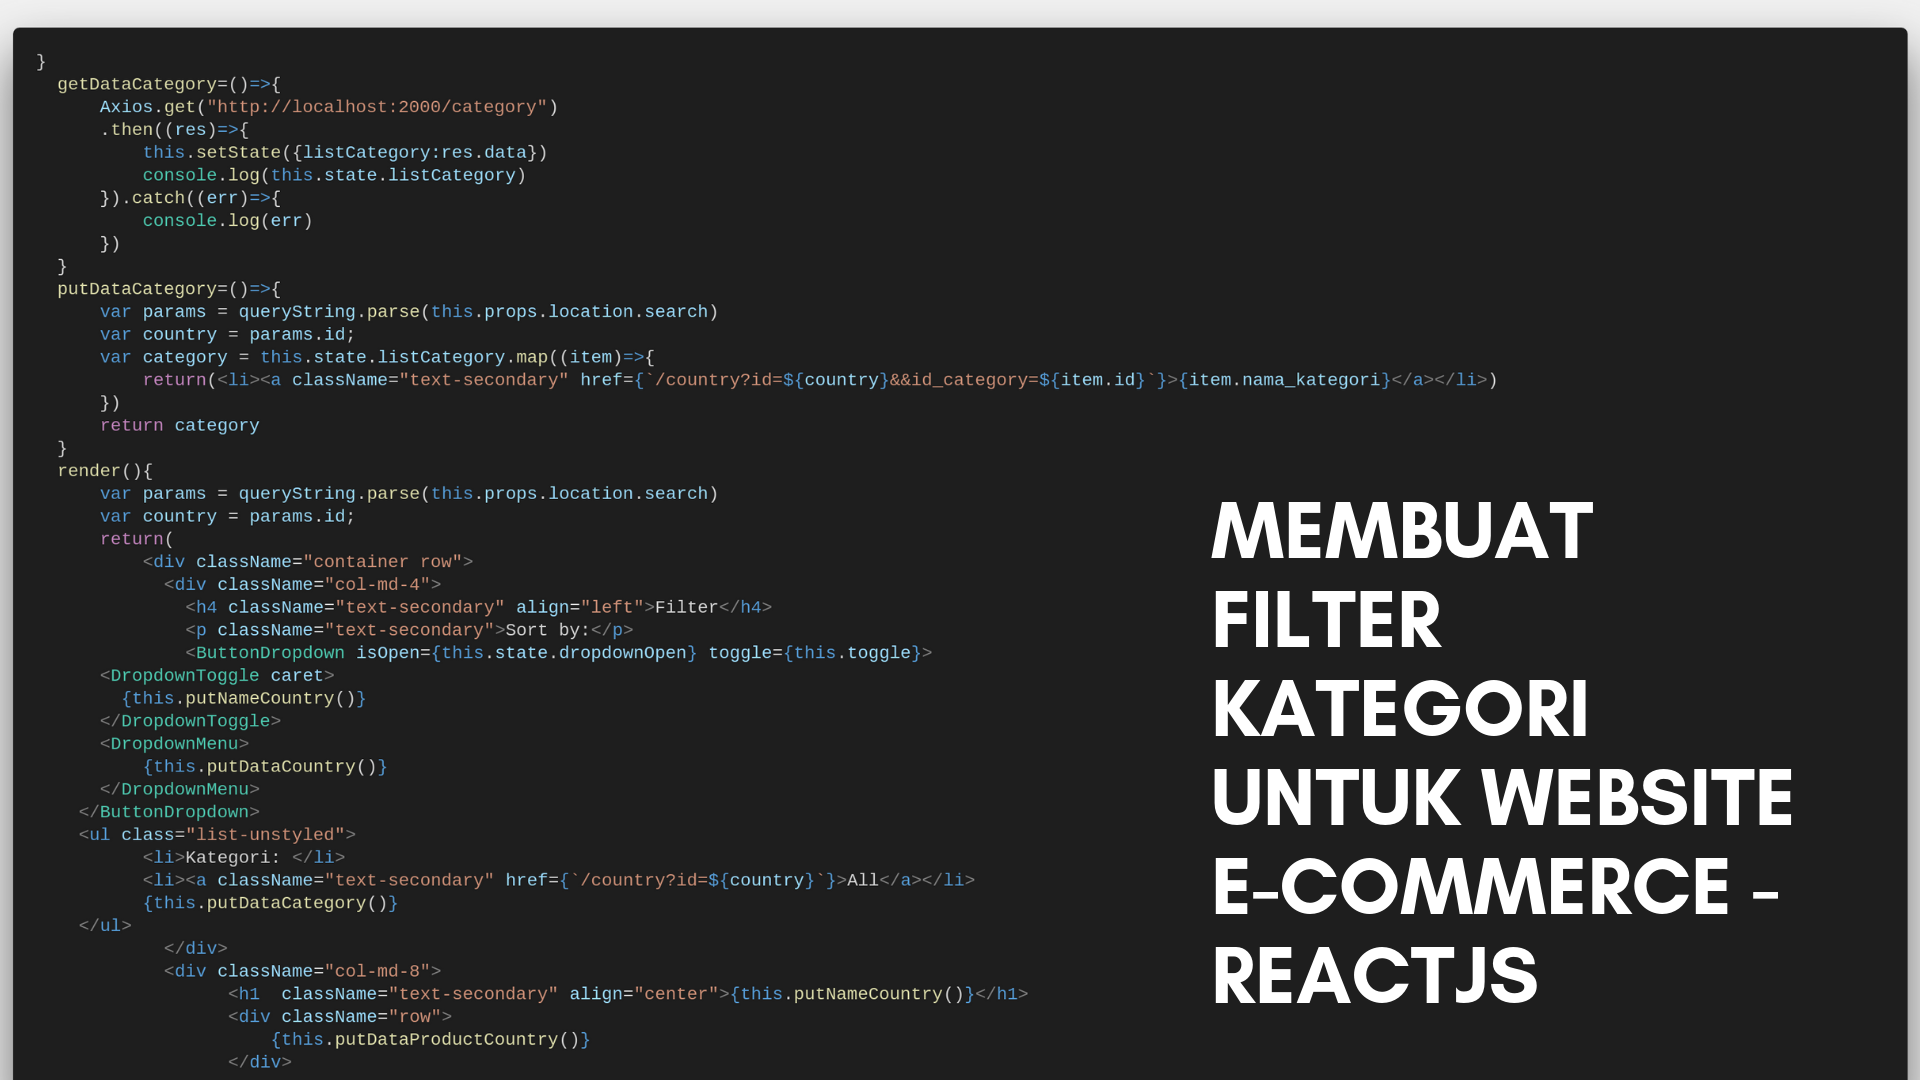 }
  getDataCategory=()=>{
      Axios.get("http://localhost:2000/category")
      .then((res)=>{
          this.setState({listCategory:res.data})
          console.log(this.state.listCategory)
      }).catch((err)=>{
          console.log(err)
      })
  }
  putDataCategory=()=>{
      var params = queryString.parse(this.props.location.search)
      var country = params.id;
      var category = this.state.listCategory.map((item)=>{
          return(<li><a className="text-secondary" href={`/country?id=${country}&&id_category=${item.id}`}>{item.nama_kategori}</a></li>)
      })
      return category
  }
  render(){
      var params = queryString.parse(this.props.location.search)
      var country = params.id;
      return(
          <div className="container row">
            <div className="col-md-4">
              <h4 className="text-secondary" align="left">Filter</h4>
              <p className="text-secondary">Sort by:</p>
              <ButtonDropdown isOpen={this.state.dropdownOpen} toggle={this.toggle}>
      <DropdownToggle caret>
        {this.putNameCountry()}
      </DropdownToggle>
      <DropdownMenu>
          {this.putDataCountry()}
      </DropdownMenu>
    </ButtonDropdown>
    <ul class="list-unstyled">
          <li>Kategori: </li>
          <li><a className="text-secondary" href={`/country?id=${country}`}>All</a></li>
          {this.putDataCategory()}
    </ul>
            </div>
            <div className="col-md-8">
                  <h1  className="text-secondary" align="center">{this.putNameCountry()}</h1>
                  <div className="row">
                      {this.putDataProductCountry()}
                  </div>
MEMBUAT
FILTER
KATEGORI
UNTUK WEBSITE
E-COMMERCE -
REACTJS